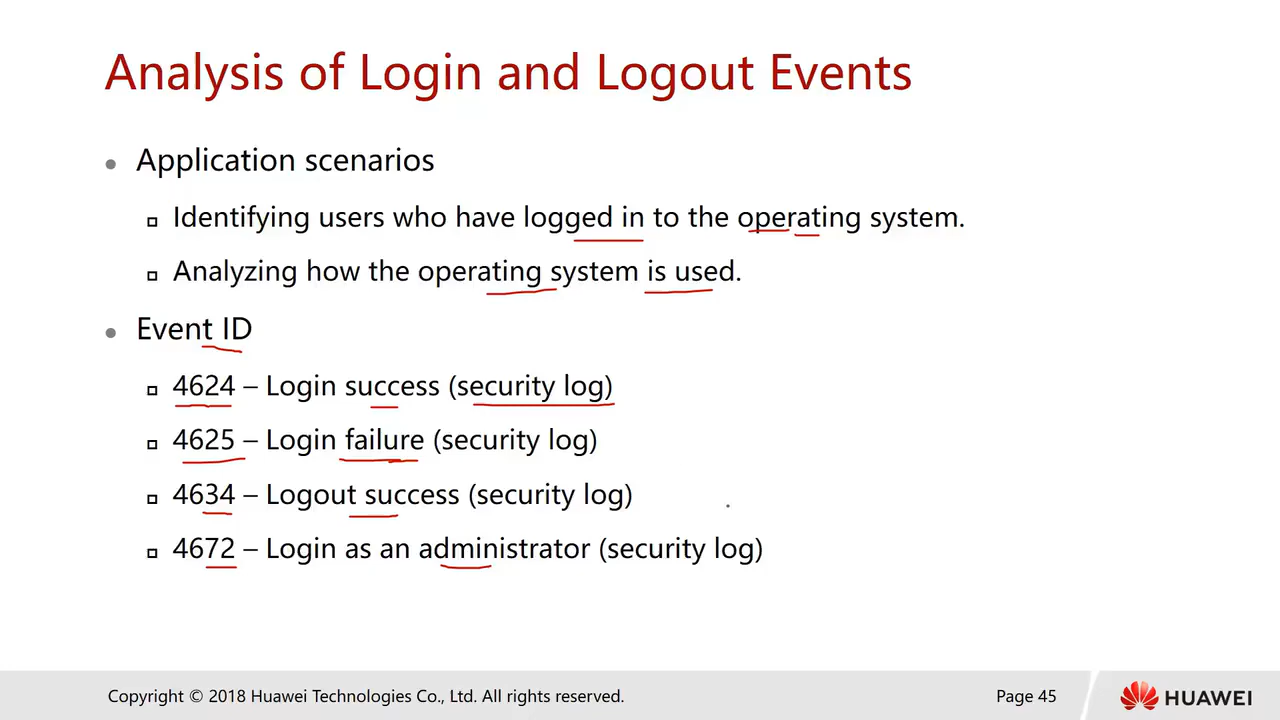 Analysis of Login and Logout Events
Application scenarios
Identifying users who have logged in to the operating system.
Analyzing how the operating system is used.
Event ID
4624 – Login success (security log)
4625 – Login failure (security log)
4634 – Logout success (security log)
4672 – Login as an administrator (security log)
Copyright © 2018 Huawei Technologies Co., Ltd. All rights reserved.
Page 45
HUAWEI